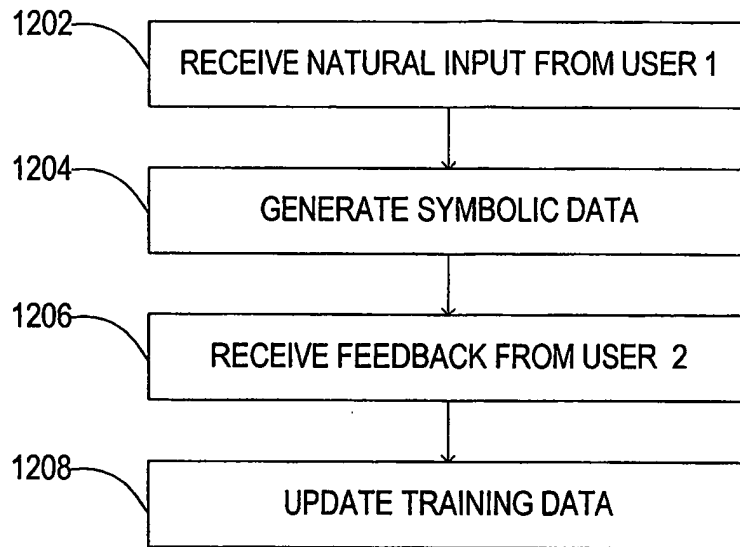 1202
RECEIVE NATURAL INPUT FROM USER 1
1204
GENERATE SYMBOLIC DATA
1206
RECEIVE FEEDBACK FROM USER 2
1208
UPDATE TRAINING DATA